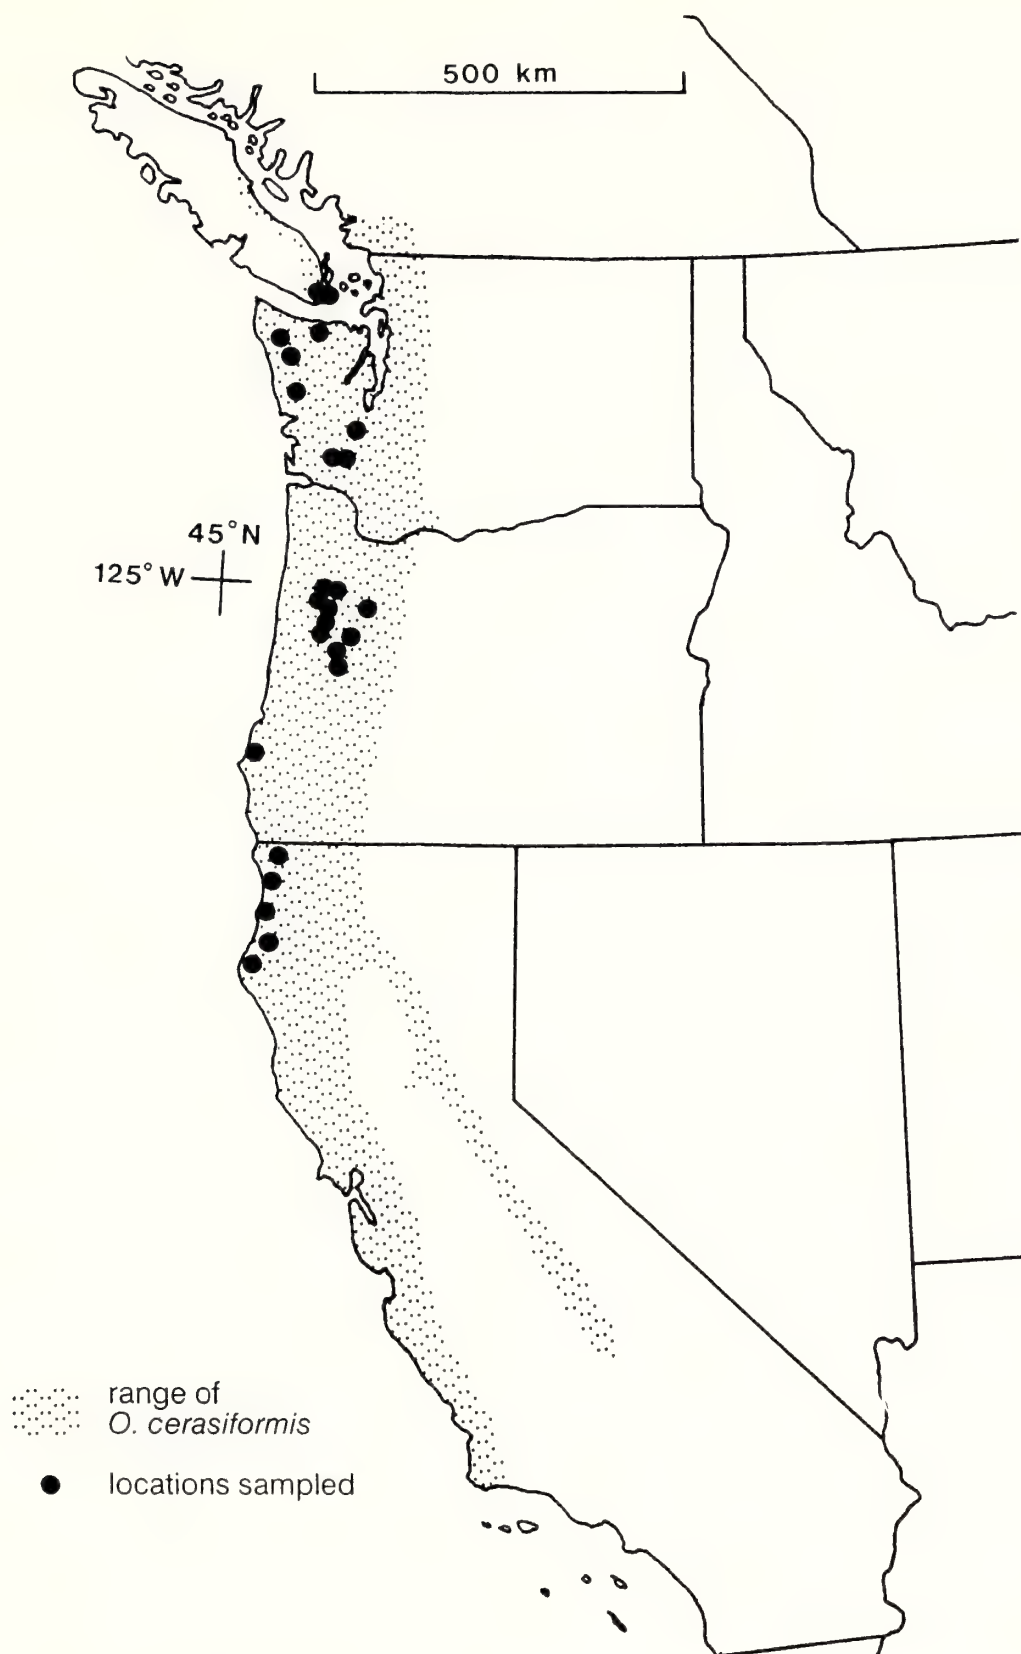 500 km
45°N
125°W
range of
O. cerasiformis
locations sampled